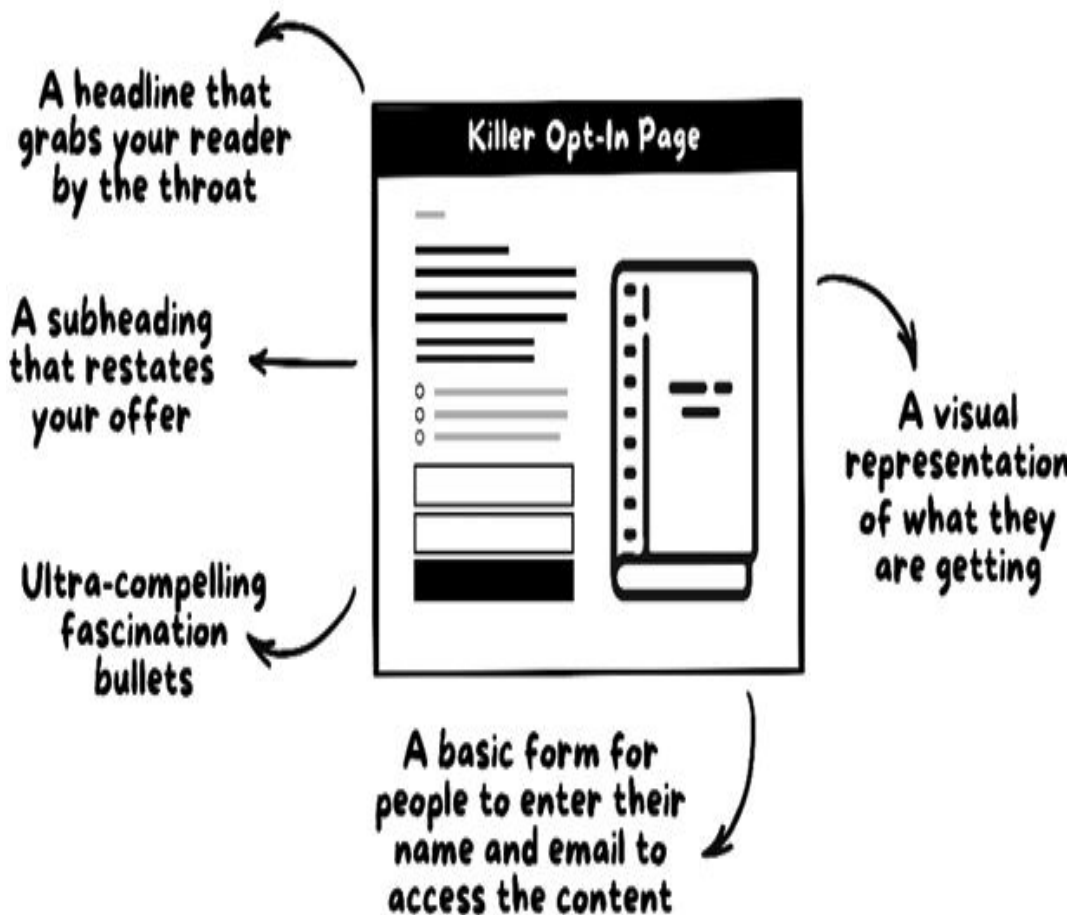 A headline that
grabs your reader
by the throat
Killer Opt-In Page
A subheading
that restates
your offer
A visual
representation
of what they
are getting
Ultra-compelling
fascination
bullets
A basic form for
people to enter their
name and email to
access the content